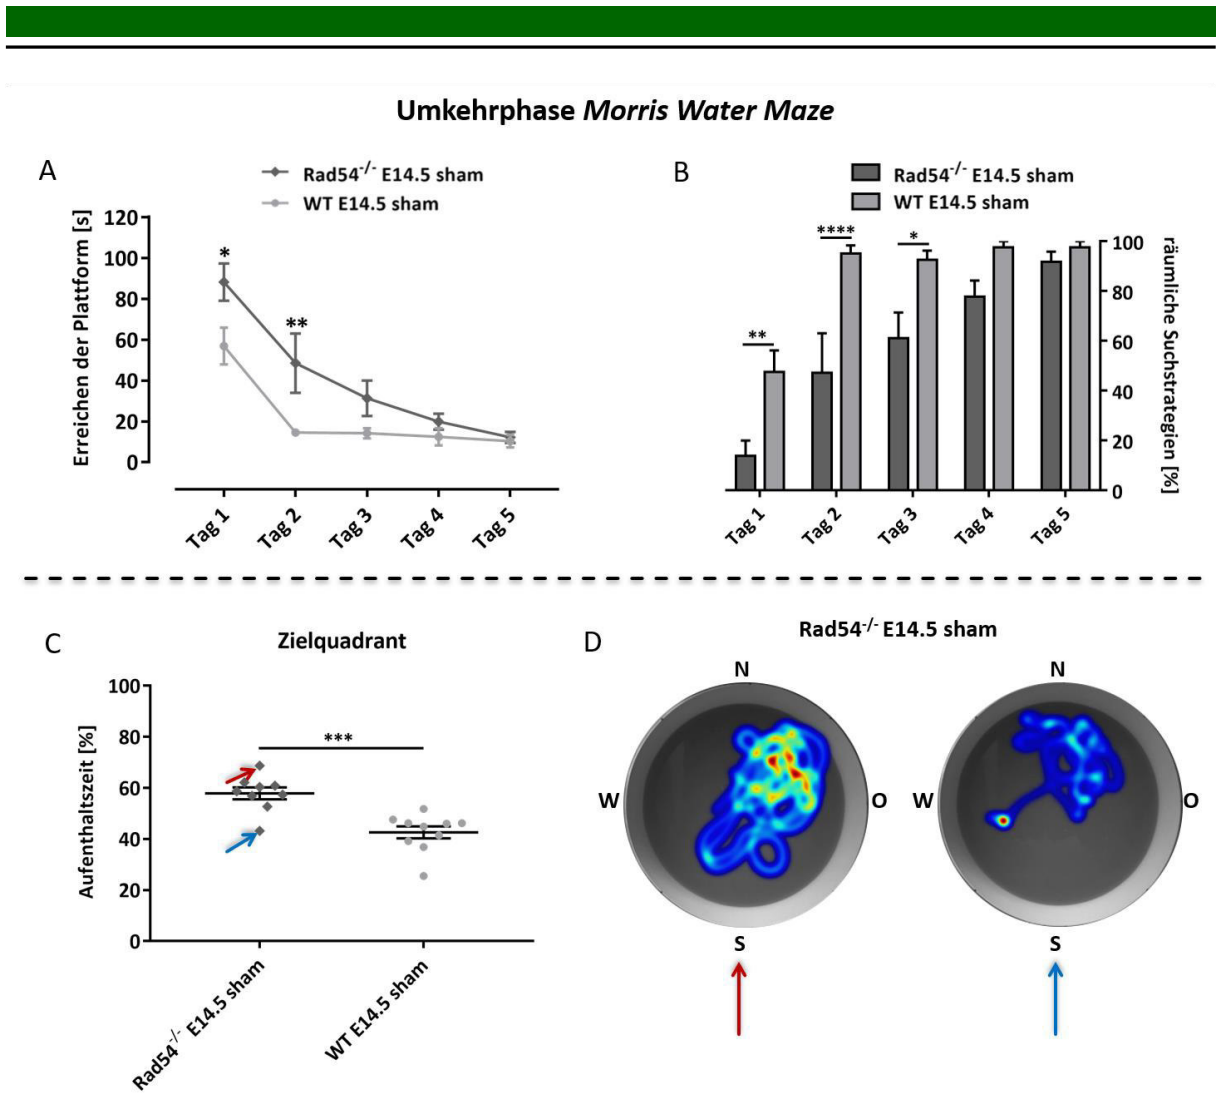 Umkehrphase Morris Water Maze
A
Rad54-/- E14.5 sham
WT E14.5 sham
Erreichen der Plattform [s]
120
100
80
60
40
20
0
*
**
Tag 1
Tag 2
Tag 3
Tag 4
Tag 5
B
Rad54-/- E14.5 sham
WT E14.5 sham
**
****
*
100
80
60
40
20
0
räumliche Suchstrategien [%]
Tag 1
Tag 2
Tag 3
Tag 4
Tag 5
C
Zielquadrant
Aufenthaltszeit [%]
100
80
60
40
20
0
***
Rad54-/- E14.5 sham
WT E14.5 sham
D
Rad54-/- E14.5 sham
N
W
O
S
N
W
O
S